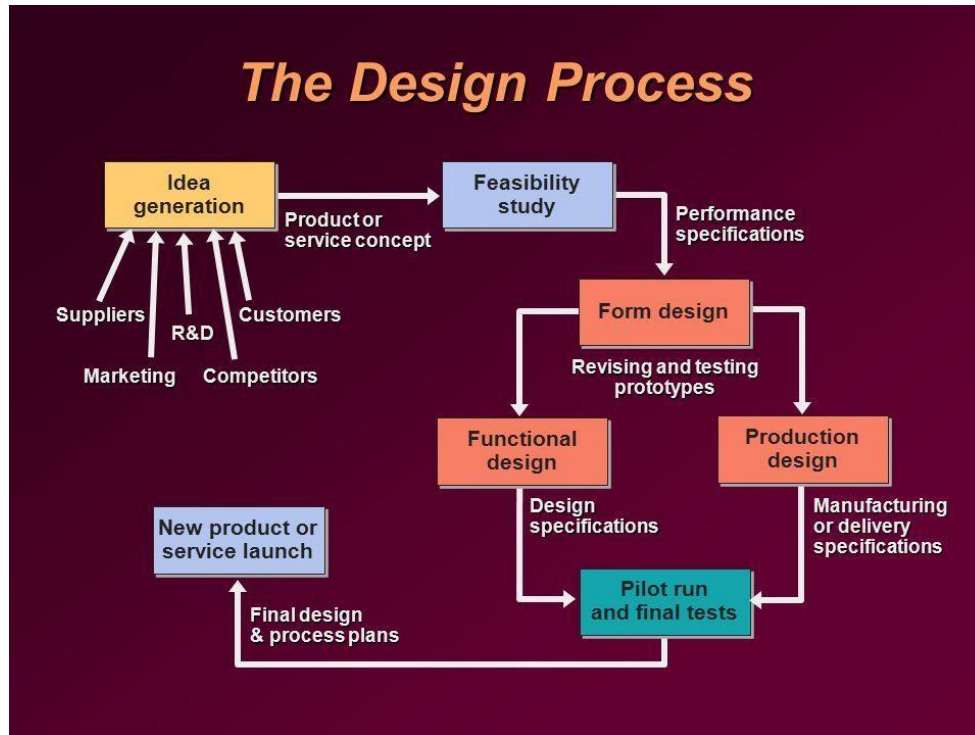 The Design Process
Idea
generation
Product or
service concept
Feasibility
study
Performance
specifications
Suppliers
Marketing
R&D
Competitors
Customers
Form design
Revising and testing
prototypes
Functional
design
Production
design
Design
specifications
Manufacturing
or delivery
specifications
Pilot run
and final tests
Final design
& process plans
New product or
service launch